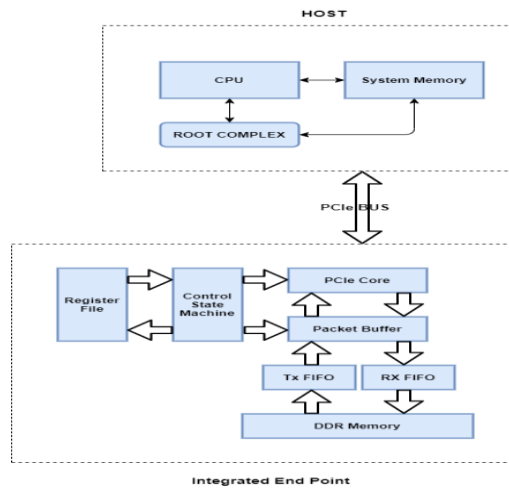 HOST
CPU
System Memory
ROOT COMPLEX
PCIe BUS
Register
File
Control
State
Machine
PCIe Core
Packet Buffer
Tx FIFO
RX FIFO
DDR Memory
Integrated End Point